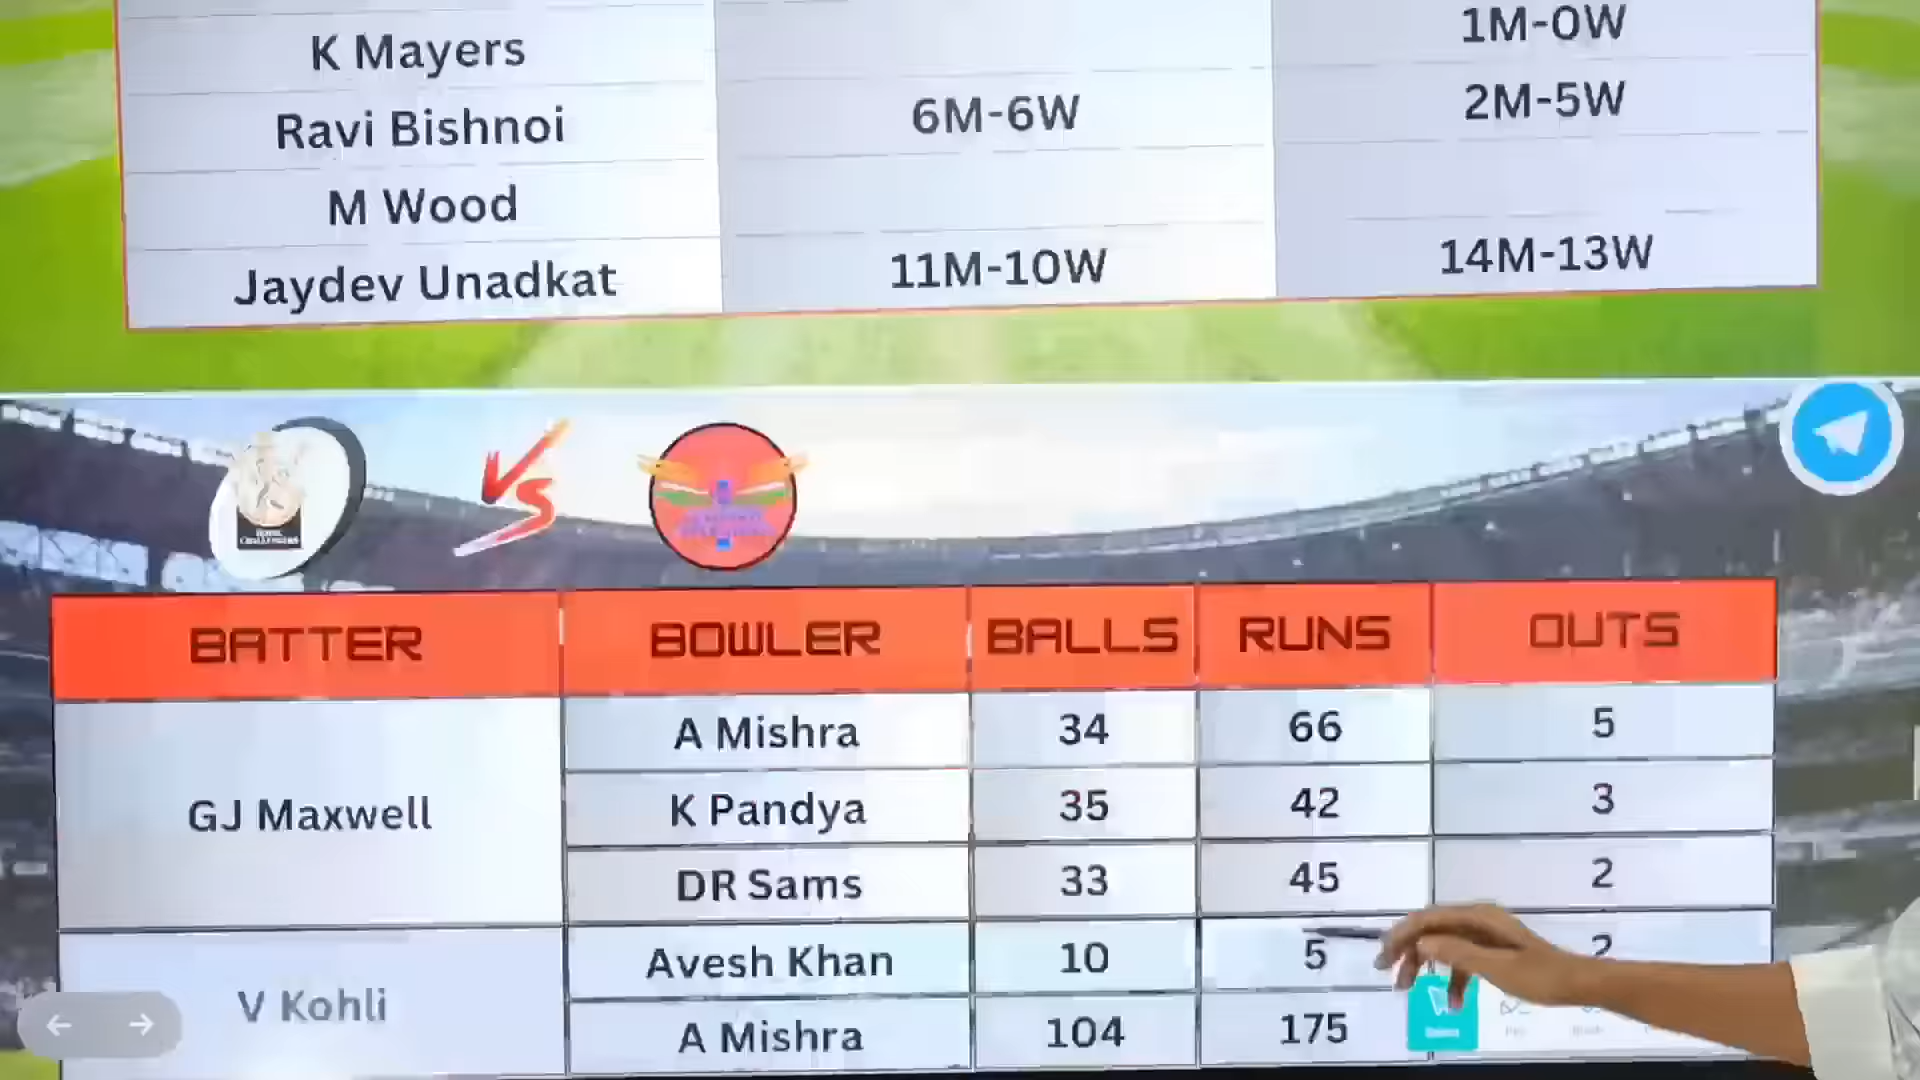 K Mayers 1M-0W
Ravi Bishnoi 6M-6W 2M-5W
M Wood
Jaydev Unadkat 11M-10W 14M-13W
VS
BATTER BOWLER BALLS RUNS OUTS
GJ Maxwell
A Mishra 34 66 5
K Pandya 35 42 3
DR Sams 33 45 2
V Kohli
Avesh Khan 10 5 2
A Mishra 104 175